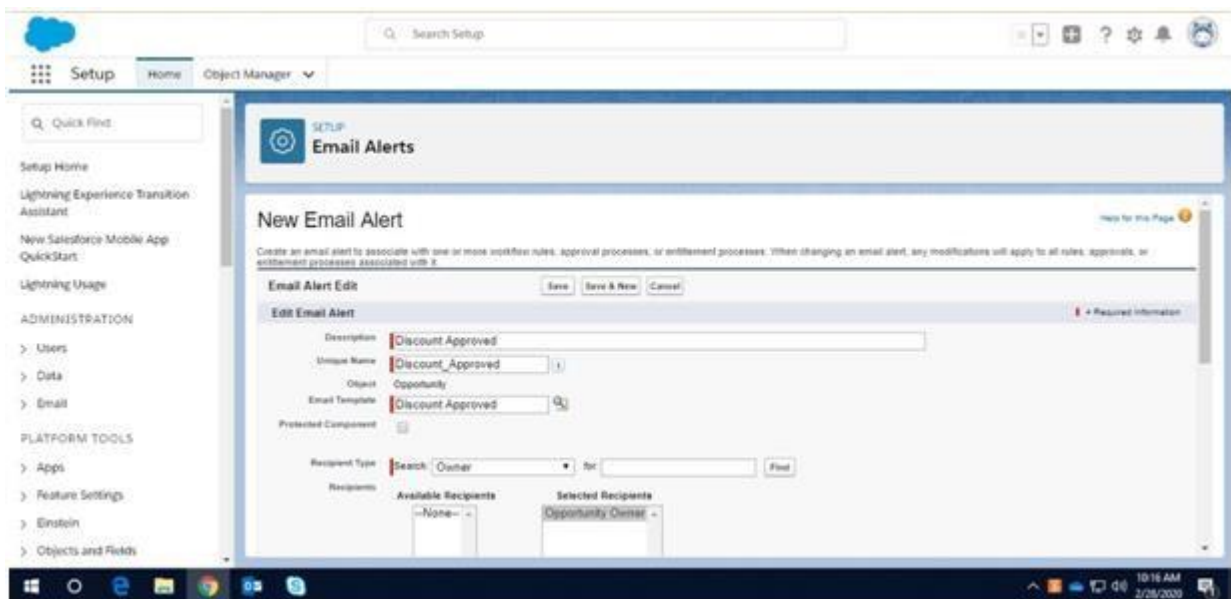 Search Setup
Setup Home Object Manager
Quick Find
Setup Home
Lightning Experience Transition
Assistant
New Salesforce Mobile App
QuickStart
Lightning Usage
ADMINISTRATION
> Users
> Data
> Email
PLATFORM TOOLS
> Apps
> Feature Settings
> Einstein
> Objects and Fields
SETUP
Email Alerts
New Email Alert
Help for this Page
Create an email alert to associate with one or more workflow rules, approval processes, or entitlement processes. When changing an email alert, any modifications will apply to all rules, approvals, or
entitlement processes associated with it.
Email Alert Edit Save Save & New Cancel
Edit Email Alert = Required Information
Description Discount Approved
Unique Name Discount_Approved i
Object Opportunity
Email Template Discount Approved
Protected Component
Recipient Type Search: Owner for: Find
Recipients Available Recipients Selected Recipients
--None-- Opportunity Owner
10:16 AM
2/28/2020